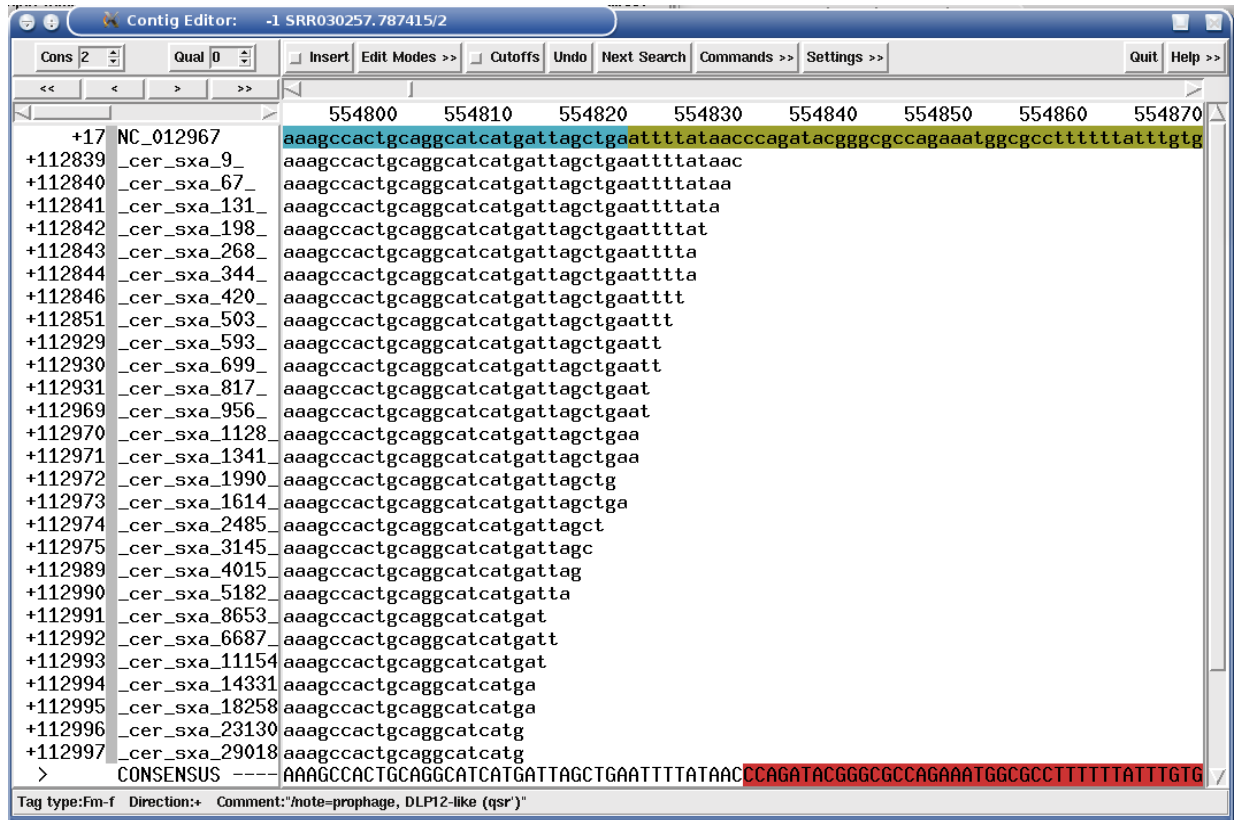 Contig Editor: -1 SRR030257.787415/2
Cons 2 Qual 0 Insert Edit Modes >> Cutoffs Undo Next Search Commands >> Settings >> Quit Help >>
<< < > >>
554800 554810 554820 554830 554840 554850 554860 554870
+17 NC_012967 aaagccactgcaggcatcatgattagctgaattttataacccagatacgggcgccagaaatggcgccttttttatttgtg
+112839 _cer_sxa_9_ aaagccactgcaggcatcatgattagctgaattttataac
+112840 _cer_sxa_67_ aaagccactgcaggcatcatgattagctgaattttataa
+112841 _cer_sxa_131_ aaagccactgcaggcatcatgattagctgaattttata
+112842 _cer_sxa_198_ aaagccactgcaggcatcatgattagctgaattttat
+112843 _cer_sxa_268_ aaagccactgcaggcatcatgattagctgaatttta
+112844 _cer_sxa_344_ aaagccactgcaggcatcatgattagctgaatttta
+112846 _cer_sxa_420_ aaagccactgcaggcatcatgattagctgaatttt
+112851 _cer_sxa_503_ aaagccactgcaggcatcatgattagctgaattt
+112929 _cer_sxa_593_ aaagccactgcaggcatcatgattagctgaatt
+112930 _cer_sxa_699_ aaagccactgcaggcatcatgattagctgaatt
+112931 _cer_sxa_817_ aaagccactgcaggcatcatgattagctgaat
+112969 _cer_sxa_956_ aaagccactgcaggcatcatgattagctgaat
+112970 _cer_sxa_1128_ aaagccactgcaggcatcatgattagctgaa
+112971 _cer_sxa_1341_ aaagccactgcaggcatcatgattagctgaa
+112972 _cer_sxa_1990_ aaagccactgcaggcatcatgattagctg
+112973 _cer_sxa_1614_ aaagccactgcaggcatcatgattagctga
+112974 _cer_sxa_2485_ aaagccactgcaggcatcatgattagct
+112975 _cer_sxa_3145_ aaagccactgcaggcatcatgattagc
+112989 _cer_sxa_4015_ aaagccactgcaggcatcatgattag
+112990 _cer_sxa_5182_ aaagccactgcaggcatcatgatta
+112991 _cer_sxa_8653_ aaagccactgcaggcatcatgat
+112992 _cer_sxa_6687_ aaagccactgcaggcatcatgatt
+112993 _cer_sxa_11154 aaagccactgcaggcatcatgat
+112994 _cer_sxa_14331 aaagccactgcaggcatcatga
+112995 _cer_sxa_18258 aaagccactgcaggcatcatga
+112996 _cer_sxa_23130 aaagccactgcaggcatcatg
+112997 _cer_sxa_29018 aaagccactgcaggcatcatg
> CONSENSUS ---- AAAGCCACTGCAGGCATCATGATTAGCTGAATTTTATAACCCAGATACGGGCGCCAGAAATGGCGCCTTTTTTATTTGTG
Tag type:Fm-f Direction:+ Comment:"/note=prophage, DLP12-like (qsr')"